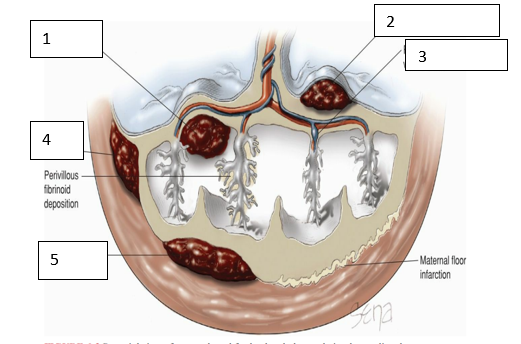 1
2
3
4
Perivillous
fibrinoid
deposition
5
Maternal floor
infarction